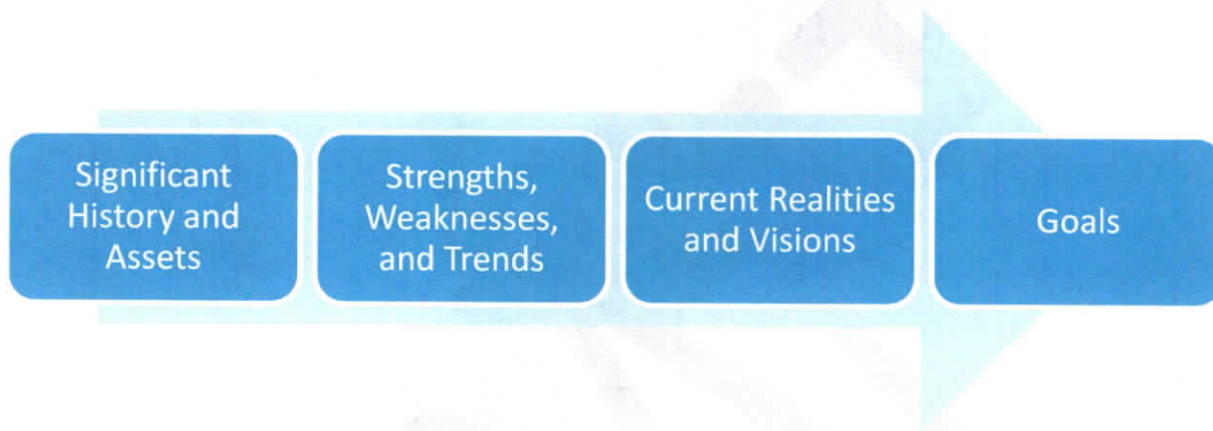 Significant
History and
Assets
Strengths,
Weaknesses,
and Trends
Current Realities
and Visions
Goals